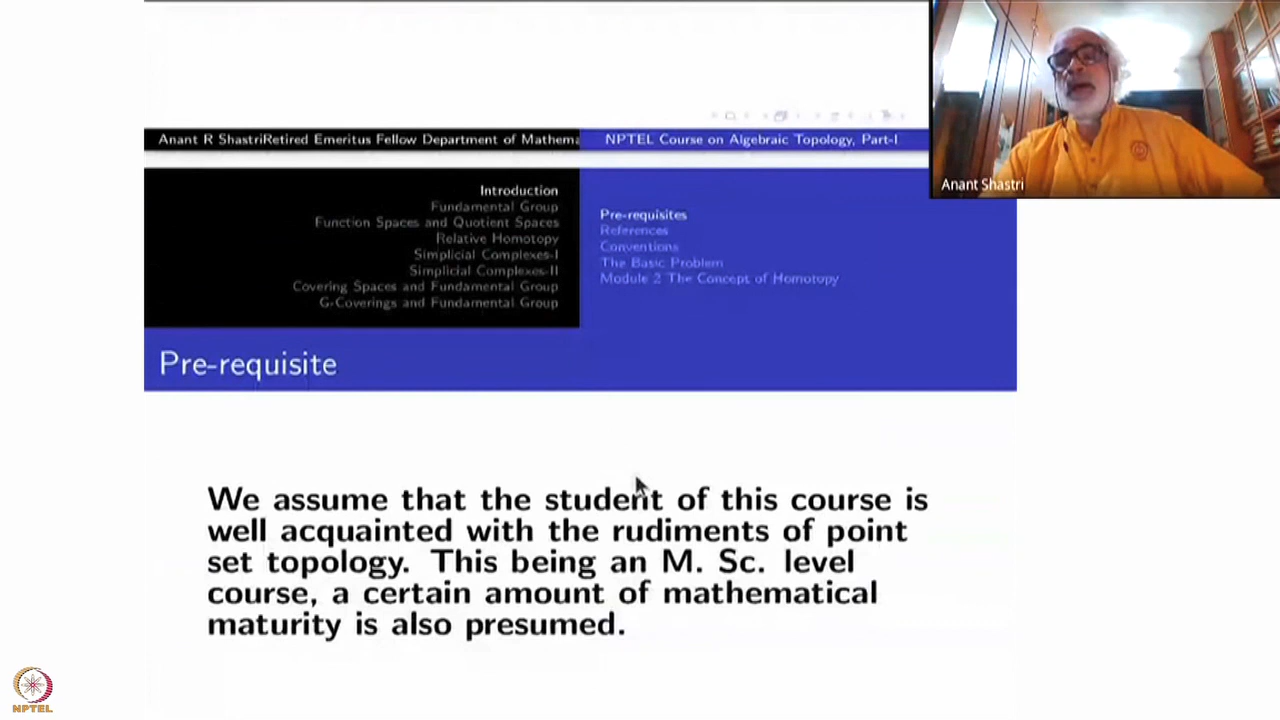 Anant R ShastriRetired Emeritus Fellow Department of Mathema
NPTEL Course on Algebraic Topology, Part-I
Introduction
Fundamental Group
Function Spaces and Quotient Spaces
Relative Homotopy
Simplicial Complexes-I
Simplicial Complexes-II
Covering Spaces and Fundamental Group
G-Coverings and Fundamental Group
Pre-requisites
References
Conventions
The Basic Problem
Module 2 The Concept of Homotopy
Pre-requisite
We assume that the student of this course is
well acquainted with the rudiments of point
set topology. This being an M. Sc. level
course, a certain amount of mathematical
maturity is also presumed.
Anant Shastri
NPTEL